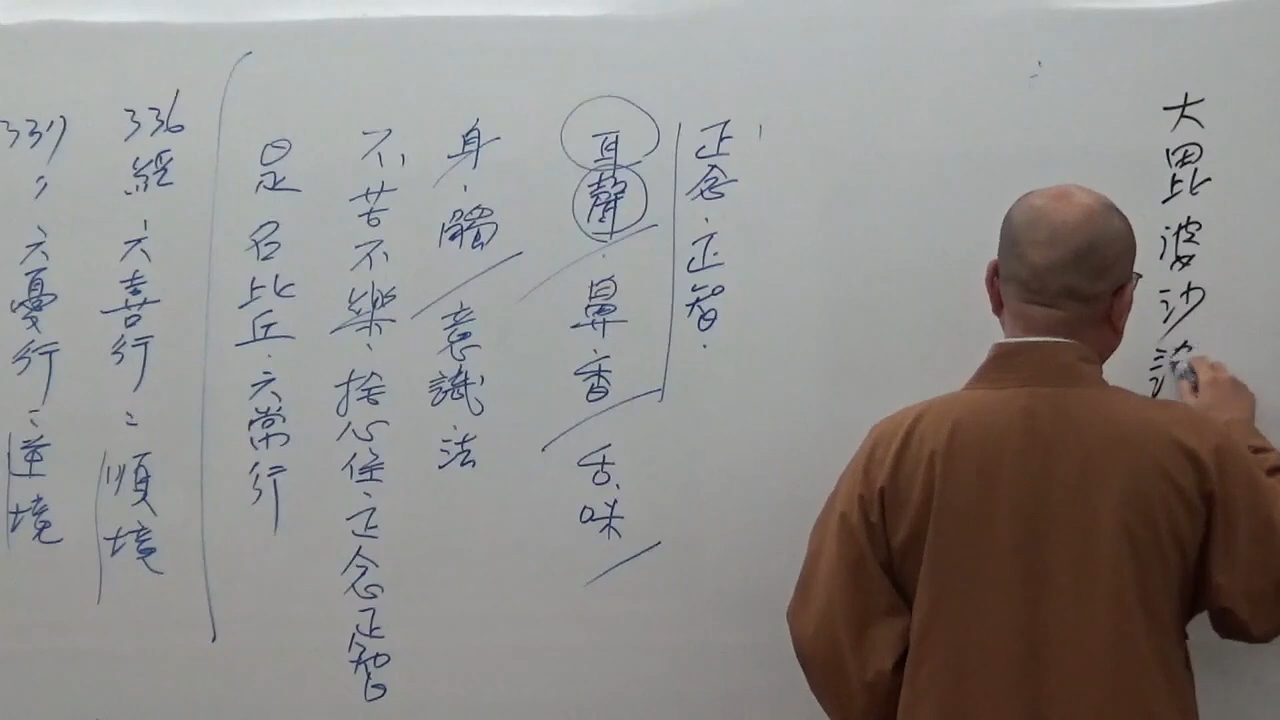 大毘婆沙
正念.正智.
耳聲.鼻香 舌.味
身.觸 意識法
不苦不樂.捨心住正念正智
是名比丘.六常行
336經.六喜行:順境
337〃.六憂行:逆境